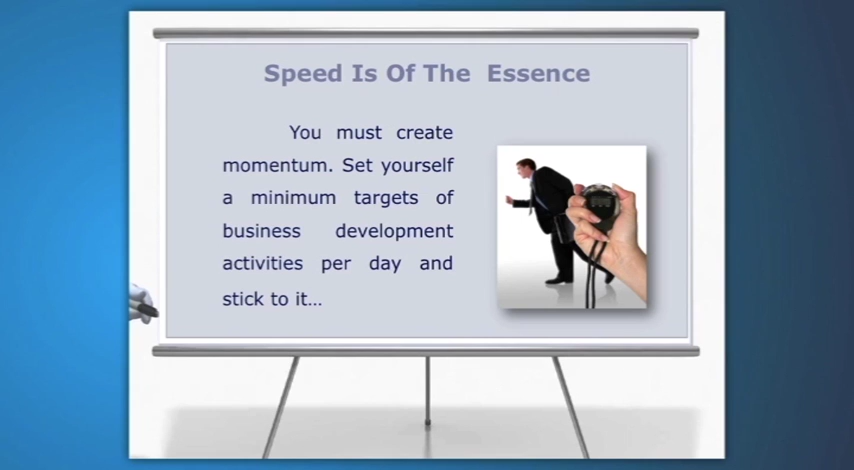 Speed Is Of The Essence
You must create
momentum. Set yourself
a minimum targets of
business development
activities per day and
stick to it...